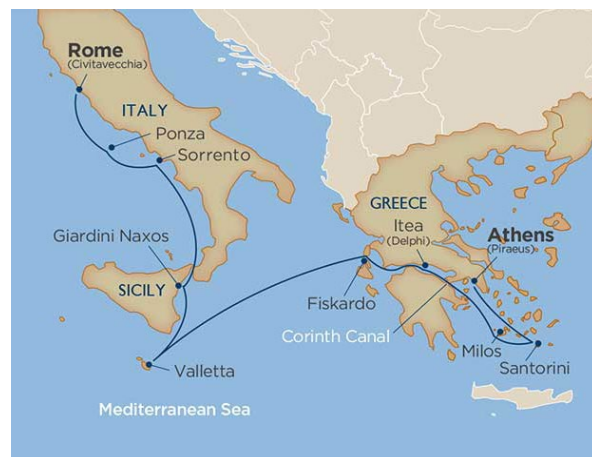 Rome
(Civitavecchia)
ITALY
Ponza
Sorrento
Giardini Naxos
SICILY
Valletta
Mediterranean Sea
GREECE
Itea
(Delphi)
Athens
(Piraeus)
Fiskardo
Corinth Canal
Milos
Santorini